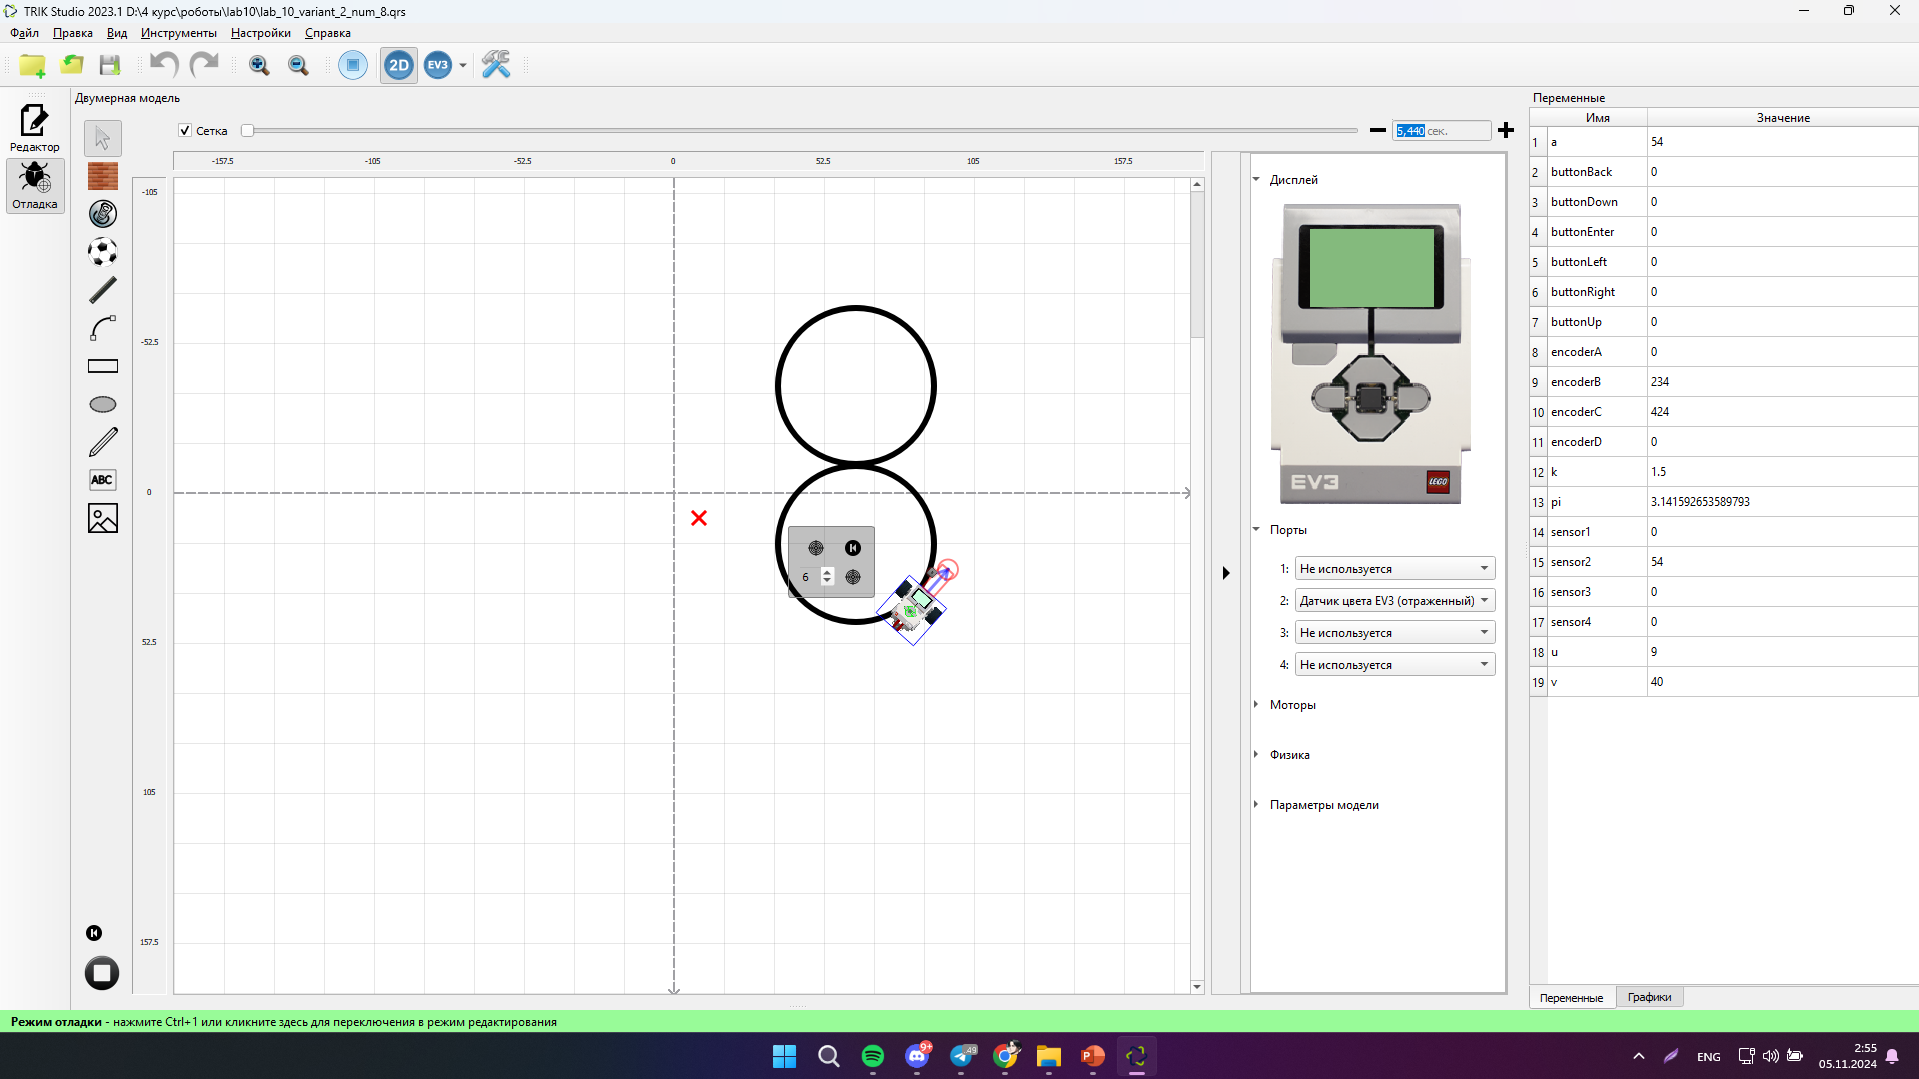 TRIK Studio 2023.1 D:\4 курс\роботы\lab10\lab_10_variant_2_num_8.qrs
Файл Правка Вид Инструменты Настройки Справка
2D EV3
Двумерная модель
Редактор
Отладка
Сетка
5,440 сек.
-157.5 -105 -52.5 0 52.5 105 157.5
-105
-52.5
0
52.5
105
157.5
ABC
6
Дисплей
EV3
LEGO
Порты
1: Не используется
2: Датчик цвета EV3 (отраженный)
3: Не используется
4: Не используется
Моторы
Физика
Параметры модели
Переменные
Имя Значение
1 a 54
2 buttonBack 0
3 buttonDown 0
4 buttonEnter 0
5 buttonLeft 0
6 buttonRight 0
7 buttonUp 0
8 encoderA 0
9 encoderB 234
10 encoderC 424
11 encoderD 0
12 k 1.5
13 pi 3.141592653589793
14 sensor1 0
15 sensor2 54
16 sensor3 0
17 sensor4 0
18 u 9
19 v 40
Переменные Графики
Режим отладки - нажмите Ctrl+1 или кликните здесь для переключения в режим редактирования
9+
49
ENG
2:55
05.11.2024